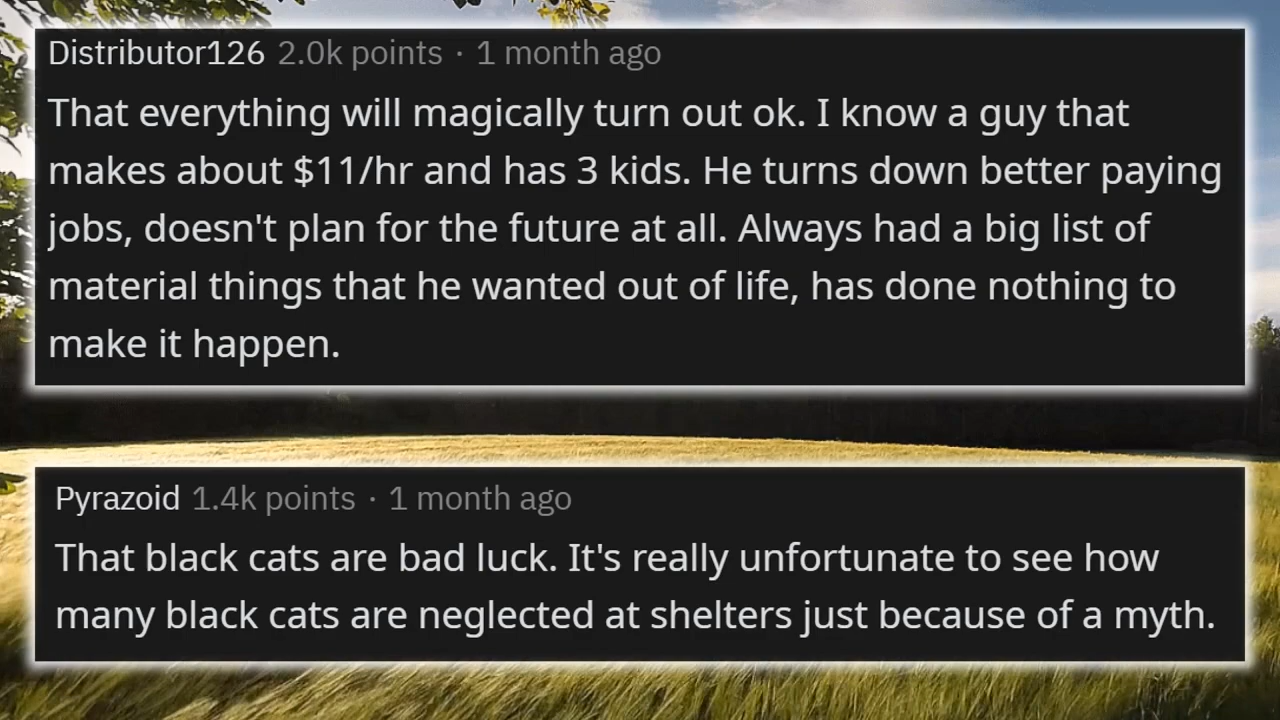 Distributor126 2.0k points · 1 month ago
That everything will magically turn out ok. I know a guy that
makes about $11/hr and has 3 kids. He turns down better paying
jobs, doesn't plan for the future at all. Always had a big list of
material things that he wanted out of life, has done nothing to
make it happen.
Pyrazoid 1.4k points · 1 month ago
That black cats are bad luck. It's really unfortunate to see how
many black cats are neglected at shelters just because of a myth.